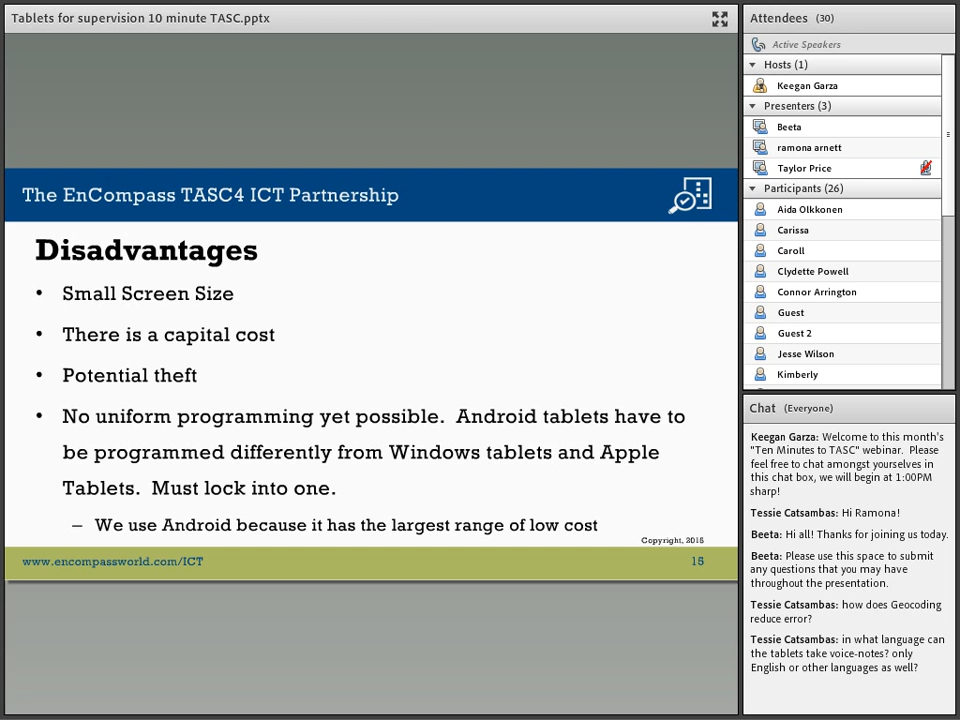 Tablets for supervision 10 minute TASC.pptx
The EnCompass TASC4 ICT Partnership
Disadvantages
• Small Screen Size
• There is a capital cost
• Potential theft
• No uniform programming yet possible. Android tablets have to
be programmed differently from Windows tablets and Apple
Tablets. Must lock into one.
– We use Android because it has the largest range of low cost
Copyright, 2015
www.encompassworld.com/ICT
15
Attendees (30)
Active Speakers
Hosts (1)
Keegan Garza
Presenters (3)
Beeta
ramona arnett
Taylor Price
Participants (26)
Aida Olkkonen
Carissa
Caroll
Clydette Powell
Connor Arrington
Guest
Guest 2
Jesse Wilson
Kimberly
Chat (Everyone)
Keegan Garza: Welcome to this month's
"Ten Minutes to TASC" webinar. Please
feel free to chat amongst yourselves in
this chat box, we will begin at 1:00PM
sharp!
Tessie Catsambas: Hi Ramona!
Beeta: Hi all! Thanks for joining us today.
Beeta: Please use this space to submit
any questions that you may have
throughout the presentation.
Tessie Catsambas: how does Geocoding
reduce error?
Tessie Catsambas: in what language can
the tablets take voice-notes? only
English or other languages as well?